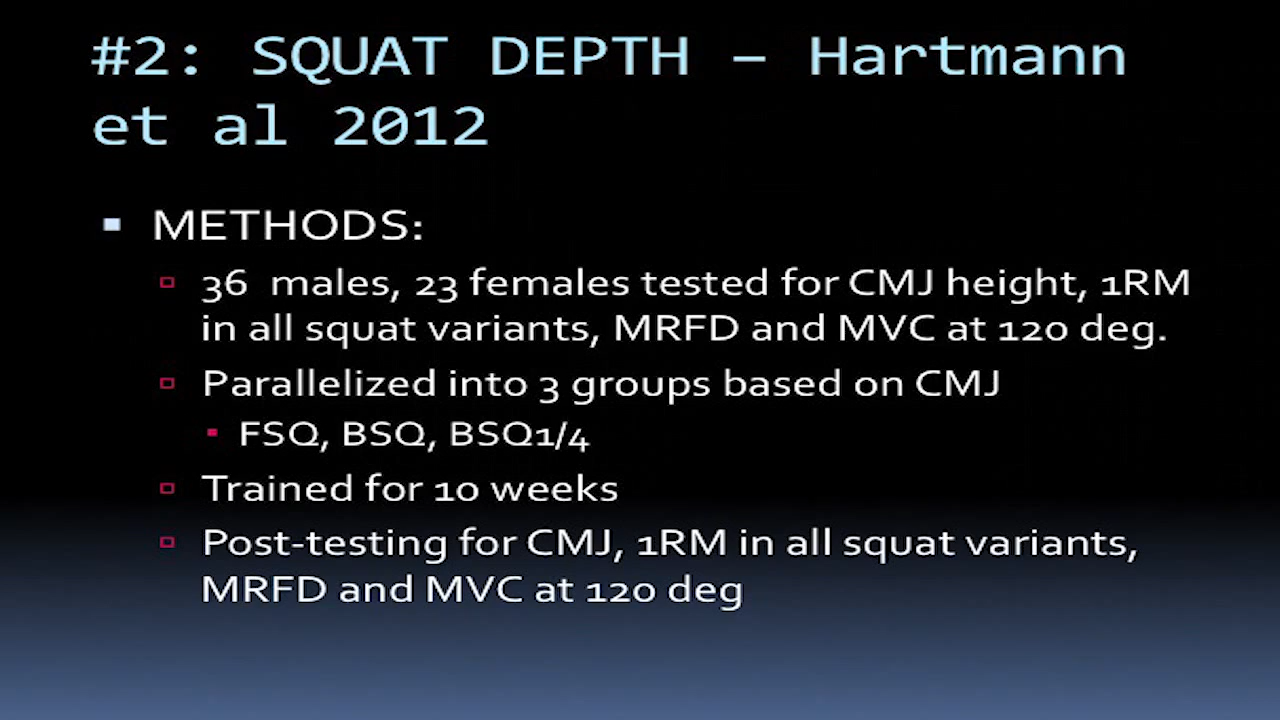 #2: SQUAT DEPTH – Hartmann
et al 2012
METHODS:
36 males, 23 females tested for CMJ height, 1RM
in all squat variants, MRFD and MVC at 120 deg.
Parallelized into 3 groups based on CMJ
FSQ, BSQ, BSQ1/4
Trained for 10 weeks
Post-testing for CMJ, 1RM in all squat variants,
MRFD and MVC at 120 deg